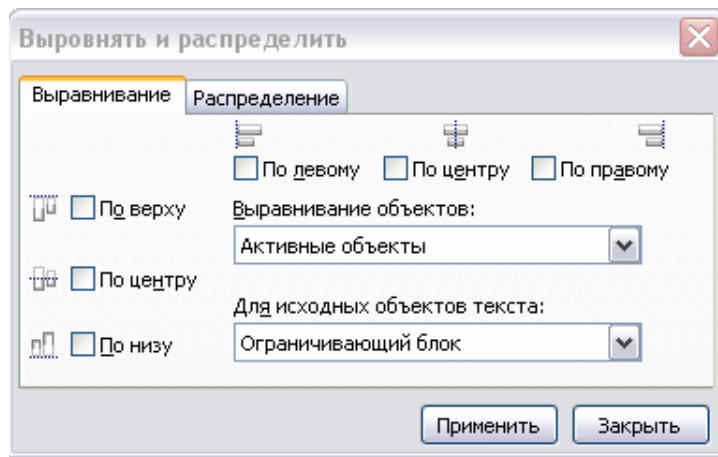 Выровнять и распределить
Выравнивание Распределение
По левому По центру По правому
По верху
Выравнивание объектов:
Активные объекты
По центру
Для исходных объектов текста:
По низу
Ограничивающий блок
Применить Закрыть